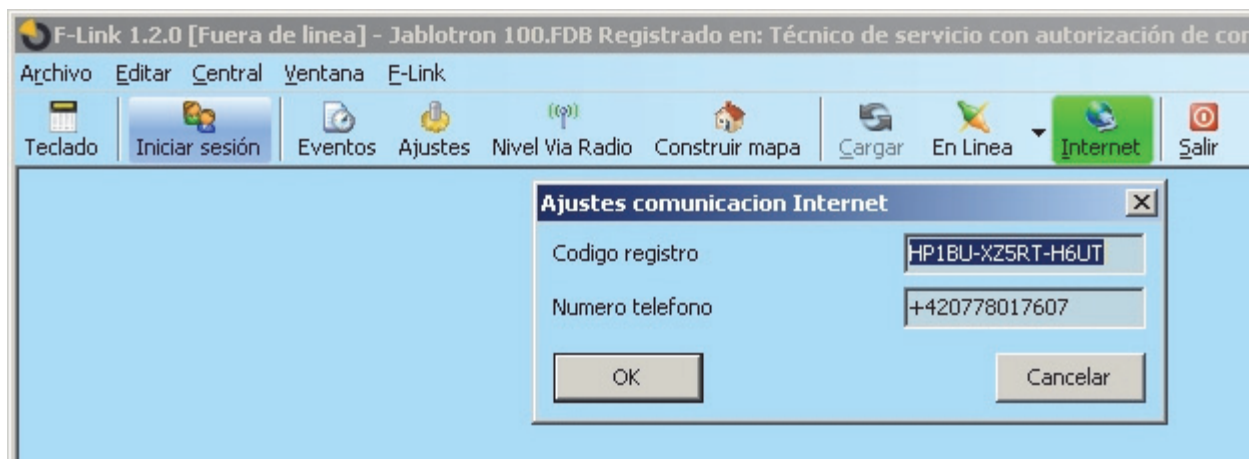 F-Link 1.2.0 [Fuera de linea] - Jablotron 100.FDB Registrado en: Técnico de servicio con autorización de
Archivo Editar Central Ventana F-Link
Teclado Iniciar sesión Eventos Ajustes Nivel Via Radio Construir mapa Cargar En Linea Internet Salir
Ajustes comunicacion Internet
Codigo registro HP1BU-XZ5RT-H6UT
Numero telefono +420778017607
OK Cancelar